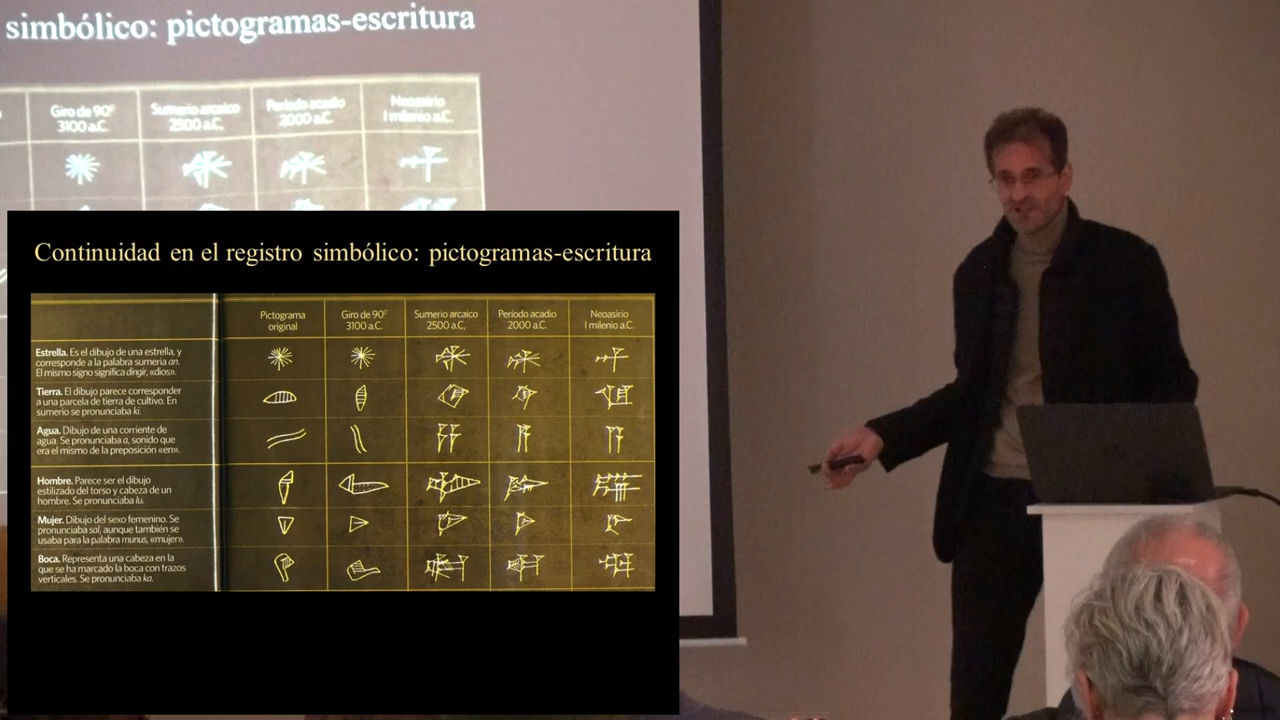 simbólico: pictogramas-escritura
Giro de 90º
3100 a.C.
Sumerio arcaico
2500 a.C,
Período acadio
2000 a.C.
Neoasirio
I milenio a.C.
Continuidad en el registro simbólico: pictogramas-escritura
Pictograma
original
Giro de 90º
3100 a.C.
Sumerio arcaico
2500 a.C,
Período acadio
2000 a.C.
Neoasirio
I milenio a.C.
Estrella. Es el dibujo de una estrella, y
corresponde a la palabra sumeria an.
El mismo signo significa dingir, «dios».
Tierra. El dibujo parece corresponder
a una parcela de tierra de cultivo. En
sumerio se pronunciaba ki.
Agua. Dibujo de una corriente de
agua. Se pronunciaba a, sonido que
era el mismo de la preposición «en».
Hombre. Parece ser el dibujo
estilizado del torso y cabeza de un
hombre. Se pronunciaba lu.
Mujer. Dibujo del sexo femenino. Se
pronunciaba sal, aunque también se
usaba para la palabra munus, «mujer».
Boca. Representa una cabeza en la
que se ha marcado la boca con trazos
verticales. Se pronunciaba ka.